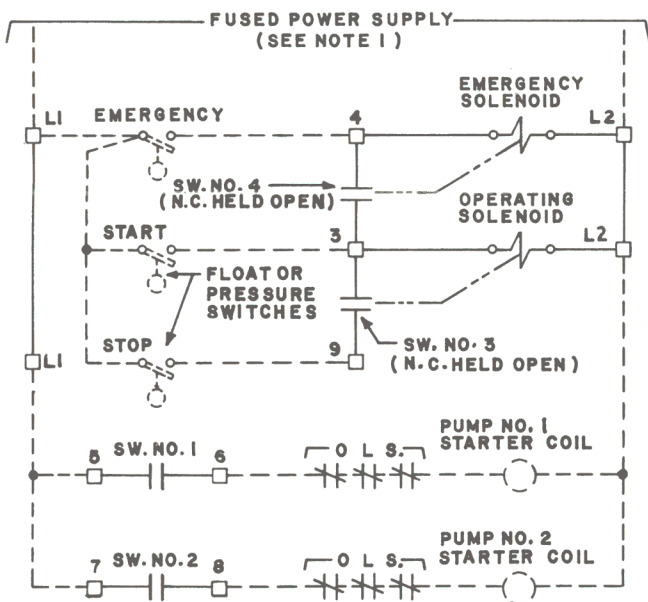 FUSED POWER SUPPLY
(SEE NOTE 1)
EMERGENCY
SOLENOID
L1
EMERGENCY
4
L2
SW. NO. 4
(N.C. HELD OPEN)
OPERATING
SOLENOID
START
3
L2
FLOAT OR
PRESSURE
SWITCHES
STOP
9
SW. NO. 3
(N.C. HELD OPEN)
L1
PUMP NO. 1
STARTER COIL
5
SW. NO. 1
6
O L S.
PUMP NO. 2
STARTER COIL
7
SW. NO. 2
8
O L S.